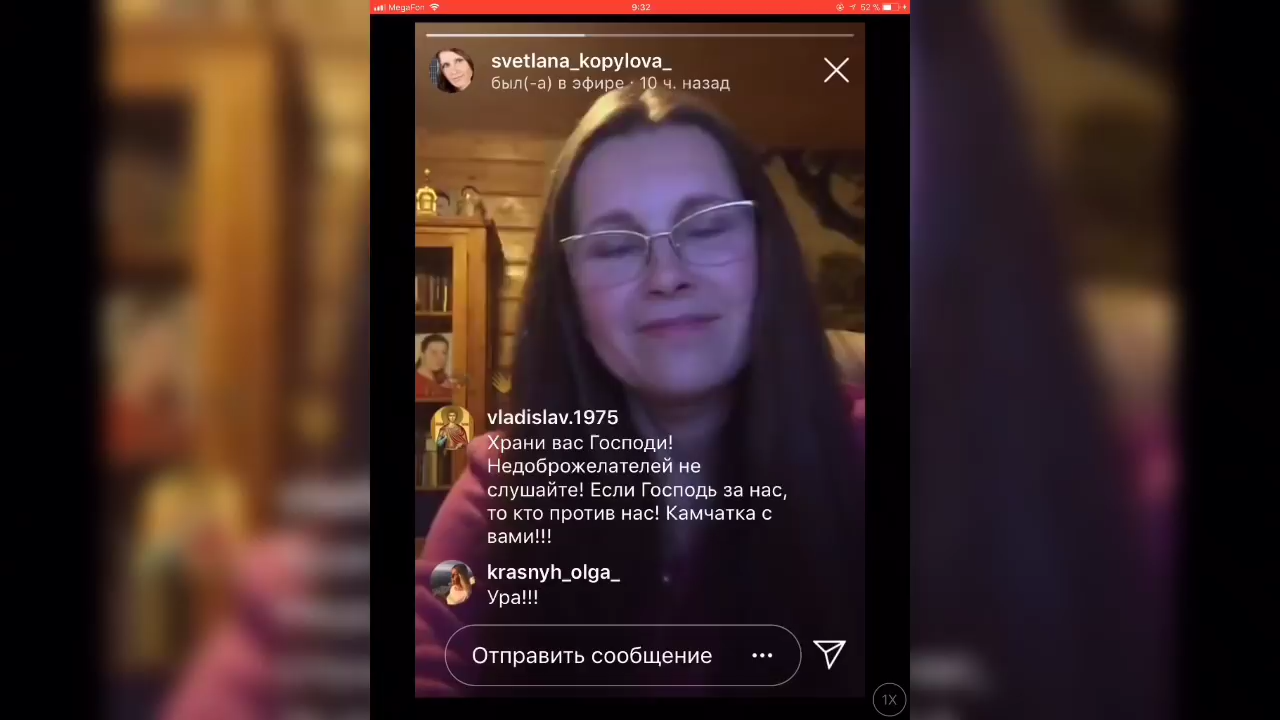 MegaFon
9:32
52 %
svetlana_kopylova_
был(-а) в эфире · 10 ч. назад
vladislav.1975
Храни вас Господи!
Недоброжелателей не
слушайте! Если Господь за нас,
то кто против нас! Камчатка с
вами!!!
krasnyh_olga_
Ура!!!
Отправить сообщение
1X